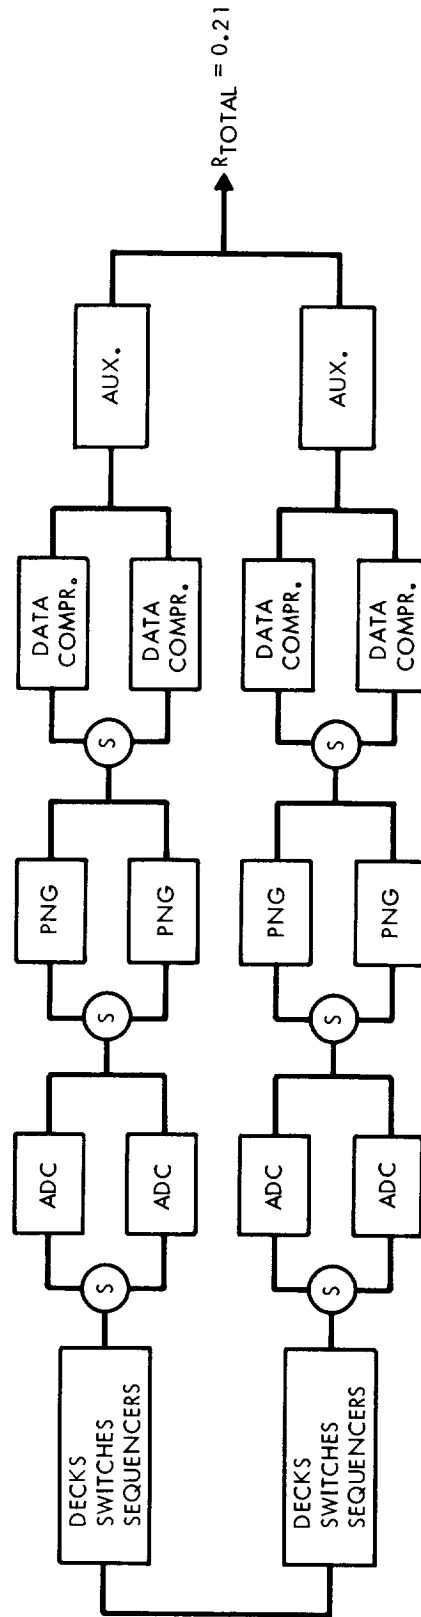 DECKS
SWITCHES
SEQUENCERS
S
ADC
ADC
S
PNG
PNG
S
DATA
COMPR.
DATA
COMPR.
AUX.
DECKS
SWITCHES
SEQUENCERS
S
ADC
ADC
S
PNG
PNG
S
DATA
COMPR.
DATA
COMPR.
AUX.
RTOTAL = 0.21